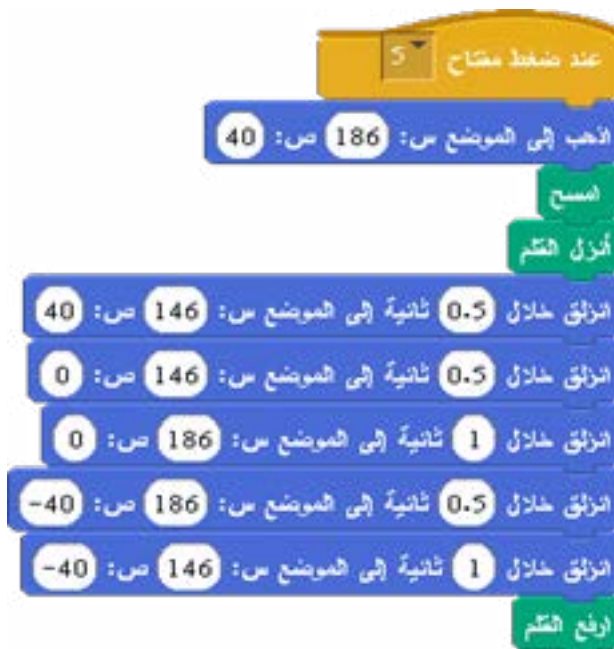 عند ضغط مفتاح 5
اذهب إلى الموضع س: 186 ص: 40
امسح
أنزل القلم
انزلق خلال 0.5 ثانية إلى الموضع س: 146 ص: 40
انزلق خلال 0.5 ثانية إلى الموضع س: 146 ص: 0
انزلق خلال 1 ثانية إلى الموضع س: 186 ص: 0
انزلق خلال 0.5 ثانية إلى الموضع س: 186 ص: -40
انزلق خلال 1 ثانية إلى الموضع س: 146 ص: -40
ارفع القلم